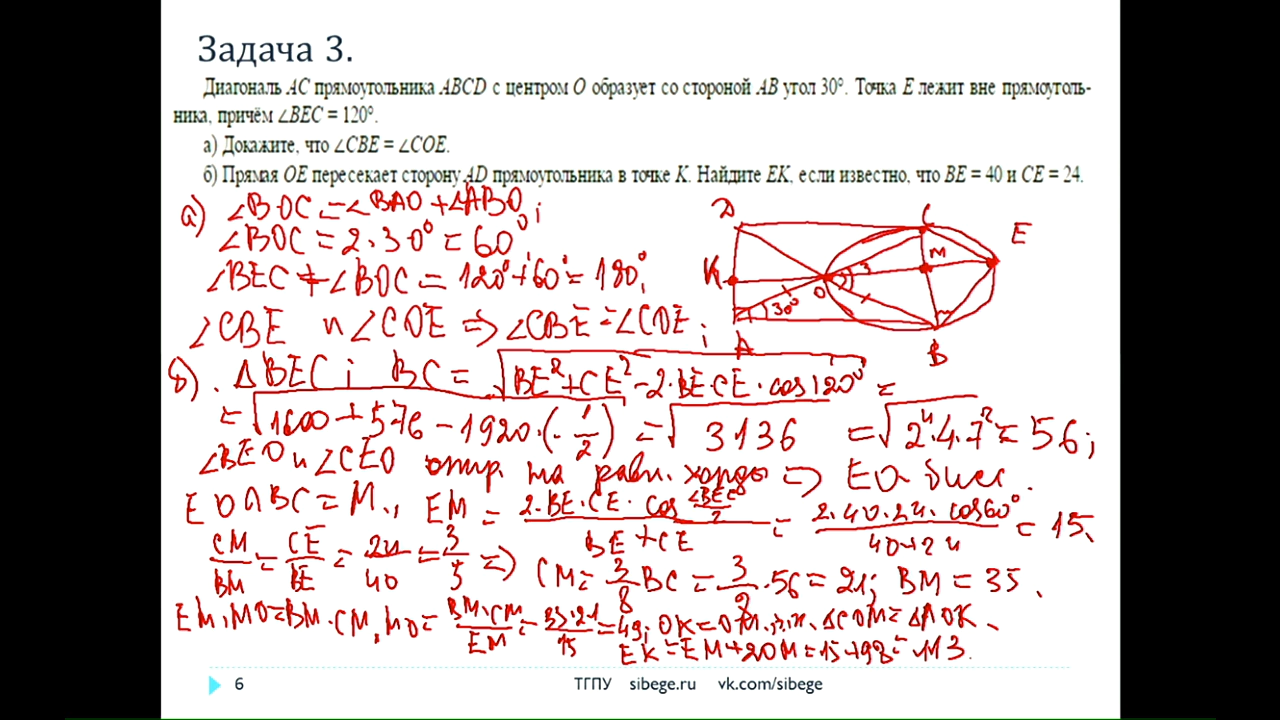 Задача 3.
Диагональ AC прямоугольника ABCD с центром O образует со стороной AB угол 30°. Точка E лежит вне прямоуголь-
ника, причём ∠BEC = 120°.
а) Докажите, что ∠CBE = ∠COE.
б) Прямая OE пересекает сторону AD прямоугольника в точке K. Найдите EK, если известно, что BE = 40 и CE = 24.
а) ∠BOC = ∠BAO + ∠ABO;
∠BOC = 2·30° = 60°;
∠BEC + ∠BOC = 120° + 60° = 180°;
∠CBE и ∠COE ⇒ ∠CBE = ∠COE;
D
C
E
K
M
3
O
30°
A
B
б). ΔBEC; BC = √(BE² + CE² - 2·BE·CE·cos120°) =
= √(1600 + 576 - 1920·(-1/2)) = √3136 = √(2⁴·4·7²) = 56;
∠BEO и ∠CEO опир. на равн. хорды ⇒ EO бисс.
EO∩BC = M., EM = (2·BE·CE·cos ∠BEC/2)/(BE+CE) = (2·40·24·cos60°)/(40+24) = 15.
CM/BM = CE/BE = 24/40 = 3/5 ⇒ CM = 3/8 BC = 3/8·56 = 21; BM = 35.
EM·MO = BM·CM, MO = BM·CM/EM = 35·21/15 = 49; OK = OM, т.к. ΔCOM = ΔAOK.
EK = EM + 2OM = 15 + 98 = 113.
6
ТГПУ sibege.ru vk.com/sibege